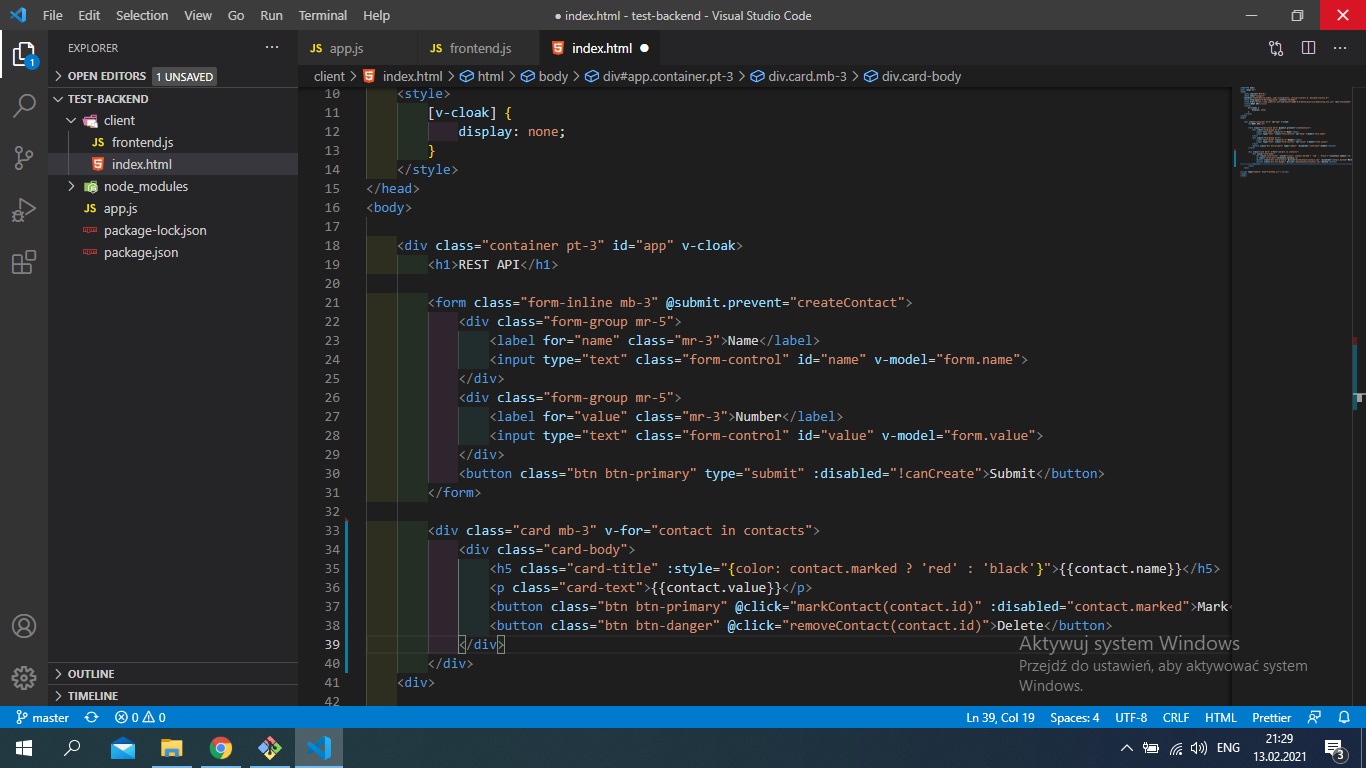 File Edit Selection View Go Run Terminal Help ● index.html - test-backend - Visual Studio Code
EXPLORER ...
JS app.js JS frontend.js index.html ●
OPEN EDITORS 1 UNSAVED
client > index.html > html > body > div#app.container.pt-3 > div.card.mb-3 > div.card-body
TEST-BACKEND
client
JS frontend.js
index.html
node_modules
JS app.js
package-lock.json
package.json
10 <style>
11 [v-cloak] {
12 display: none;
13 }
14 </style>
15 </head>
16 <body>
17
18 <div class="container pt-3" id="app" v-cloak>
19 <h1>REST API</h1>
20
21 <form class="form-inline mb-3" @submit.prevent="createContact">
22 <div class="form-group mr-5">
23 <label for="name" class="mr-3">Name</label>
24 <input type="text" class="form-control" id="name" v-model="form.name">
25 </div>
26 <div class="form-group mr-5">
27 <label for="value" class="mr-3">Number</label>
28 <input type="text" class="form-control" id="value" v-model="form.value">
29 </div>
30 <button class="btn btn-primary" type="submit" :disabled="!canCreate">Submit</button>
31 </form>
32
33 <div class="card mb-3" v-for="contact in contacts">
34 <div class="card-body">
35 <h5 class="card-title" :style="{color: contact.marked ? 'red' : 'black'}">{{contact.name}}</h5>
36 <p class="card-text">{{contact.value}}</p>
37 <button class="btn btn-primary" @click="markContact(contact.id)" :disabled="contact.marked">Mark<
38 <button class="btn btn-danger" @click="removeContact(contact.id)">Delete</button>
39 </div>
40 </div>
41 <div>
42
Aktywuj system Windows
Przejdź do ustawień, aby aktywować system
Windows.
1
OUTLINE
TIMELINE
master 0 0 Ln 39, Col 19 Spaces: 4 UTF-8 CRLF HTML Prettier
ENG 21:29
13.02.2021
3